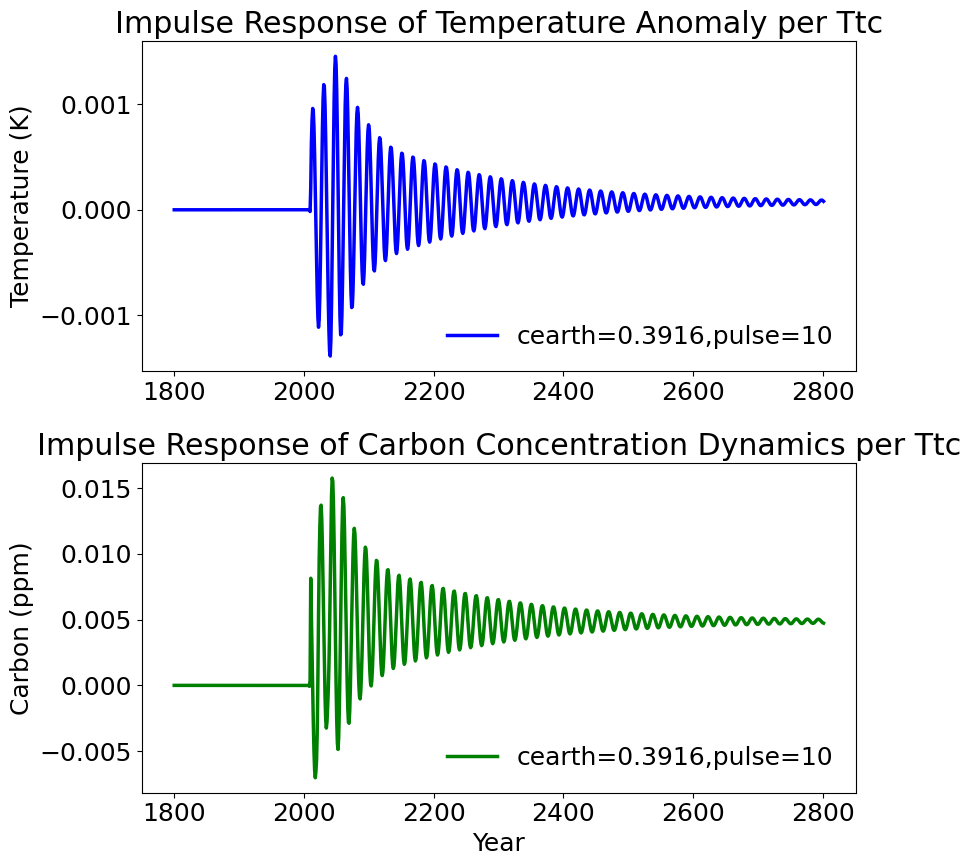 Impulse Response of Temperature Anomaly per Ttc
Temperature (K)
0.001
0.000
−0.001
cearth=0.3916,pulse=10
1800 2000 2200 2400 2600 2800
Impulse Response of Carbon Concentration Dynamics per Ttc
Carbon (ppm)
0.015
0.010
0.005
0.000
−0.005
cearth=0.3916,pulse=10
1800 2000 2200 2400 2600 2800
Year